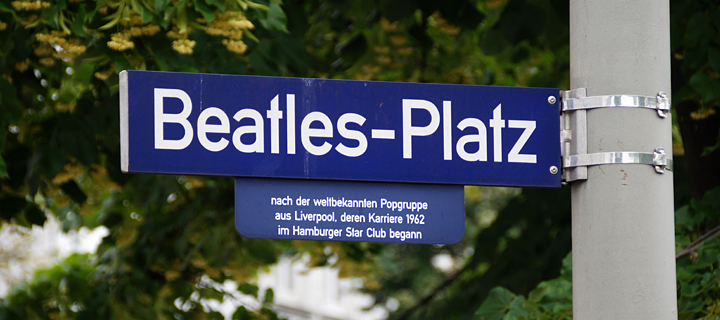 Beatles-Platz
nach der weltbekannten Popgruppe
aus Liverpool, deren Karriere 1962
im Hamburger Star Club begann